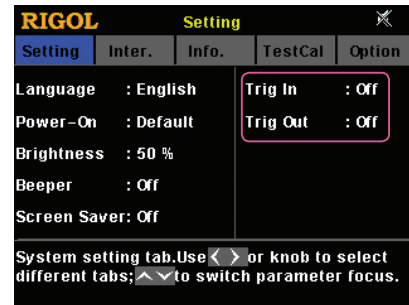 RIGOL Setting
Setting Inter. Info. TestCal Option
Language : English Trig In : Off
Power-On : Default Trig Out : Off
Brightness : 50 %
Beeper : Off
Screen Saver: Off
System setting tab.Use < > or knob to select
different tabs; ∧ ∨ to switch parameter focus.